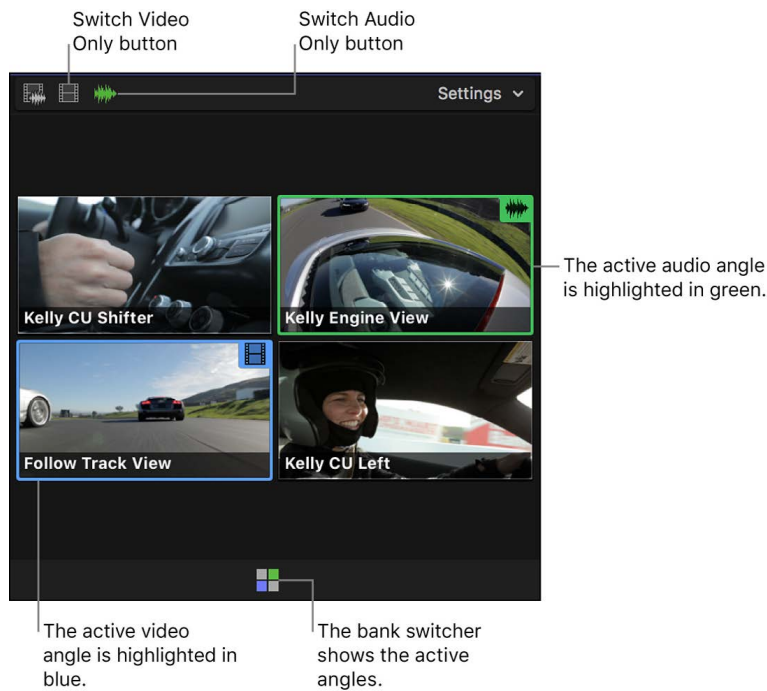 Switch Video
Only button
Switch Audio
Only button
Settings
Kelly CU Shifter
Kelly Engine View
The active audio angle
is highlighted in green.
Follow Track View
Kelly CU Left
The active video
angle is highlighted in
blue.
The bank switcher
shows the active
angles.